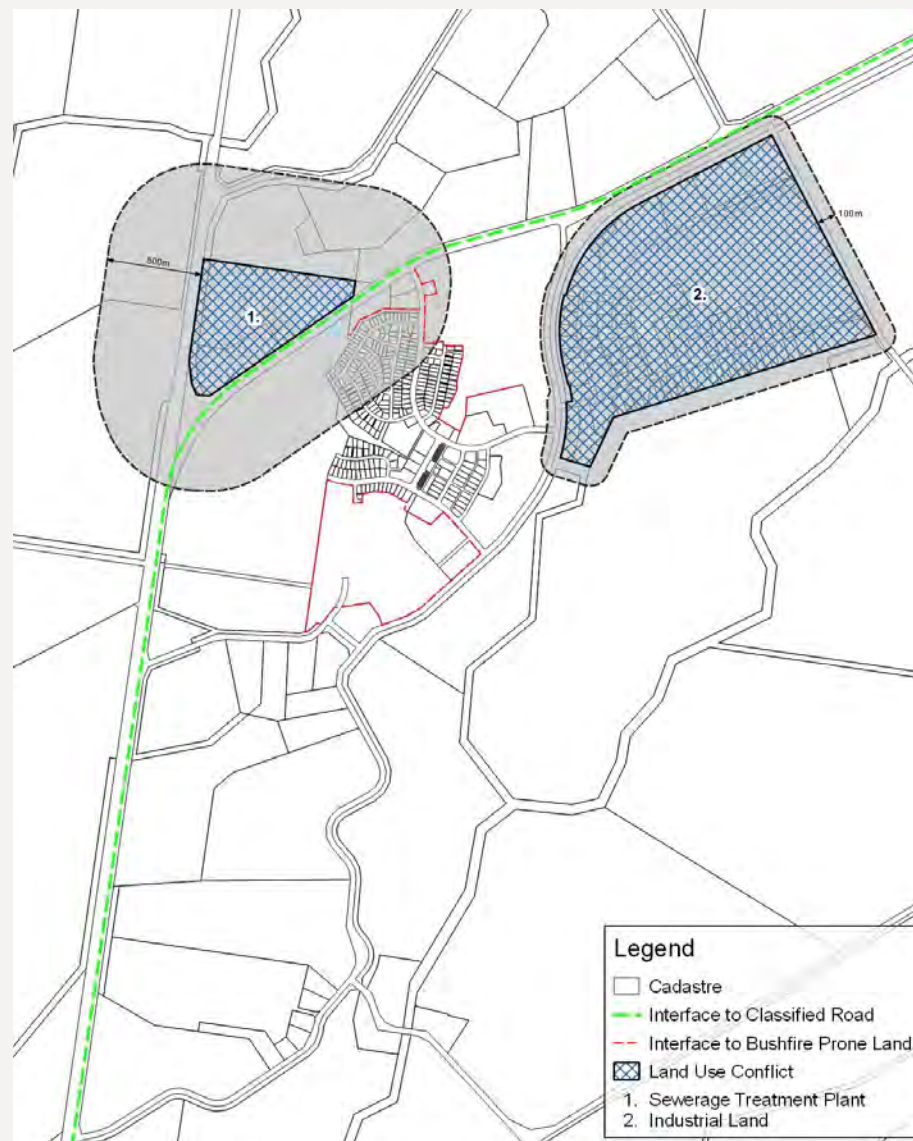 500m
1.
2.
100m
Legend
Cadastre
Interface to Classified Road
Interface to Bushfire Prone Land
Land Use Conflict
1. Sewerage Treatment Plant
2. Industrial Land